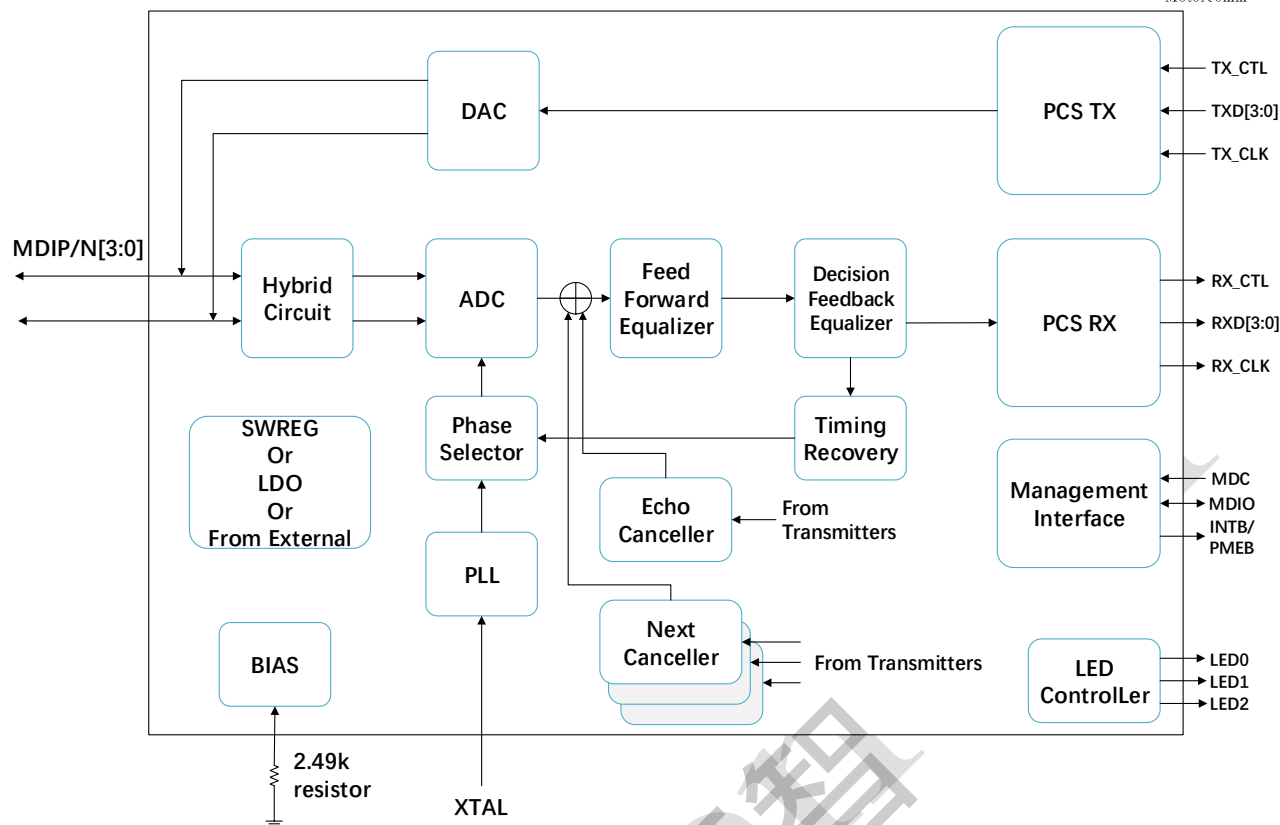 DAC
PCS TX
TX_CTL
TXD[3:0]
TX_CLK
MDIP/N[3:0]
Hybrid
Circuit
ADC
Feed
Forward
Equalizer
Decision
Feedback
Equalizer
PCS RX
RX_CTL
RXD[3:0]
RX_CLK
SWREG
Or
LDO
Or
From External
Phase
Selector
Timing
Recovery
Echo
Canceller
From
Transmitters
Management
Interface
MDC
MDIO
INTB/
PMEB
PLL
BIAS
Next
Canceller
From Transmitters
LED
ControlLer
LED0
LED1
LED2
2.49k
resistor
XTAL
智